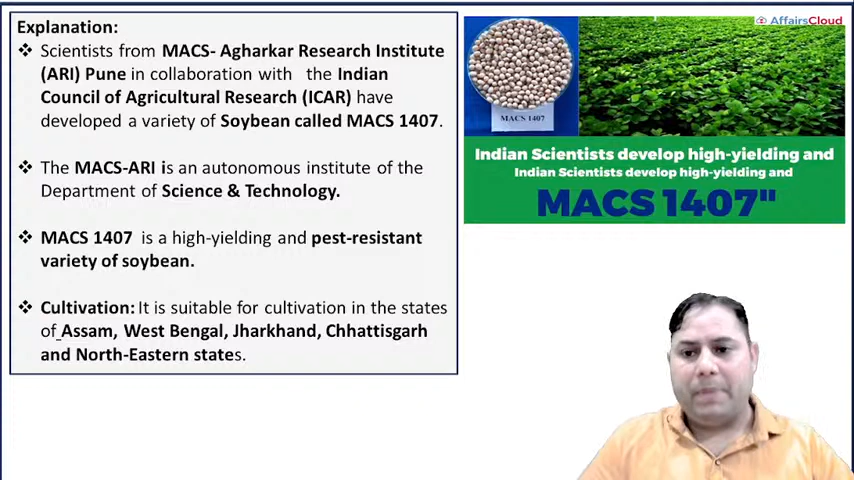 Explanation:
❖ Scientists from MACS- Agharkar Research Institute
(ARI) Pune in collaboration with the Indian
Council of Agricultural Research (ICAR) have
developed a variety of Soybean called MACS 1407.
❖ The MACS-ARI is an autonomous institute of the
Department of Science & Technology.
❖ MACS 1407 is a high-yielding and pest-resistant
variety of soybean.
❖ Cultivation: It is suitable for cultivation in the states
of Assam, West Bengal, Jharkhand, Chhattisgarh
and North-Eastern states.
AffairsCloud
MACS 1407
Indian Scientists develop high-yielding and
Indian Scientists develop high-yielding and
MACS 1407"